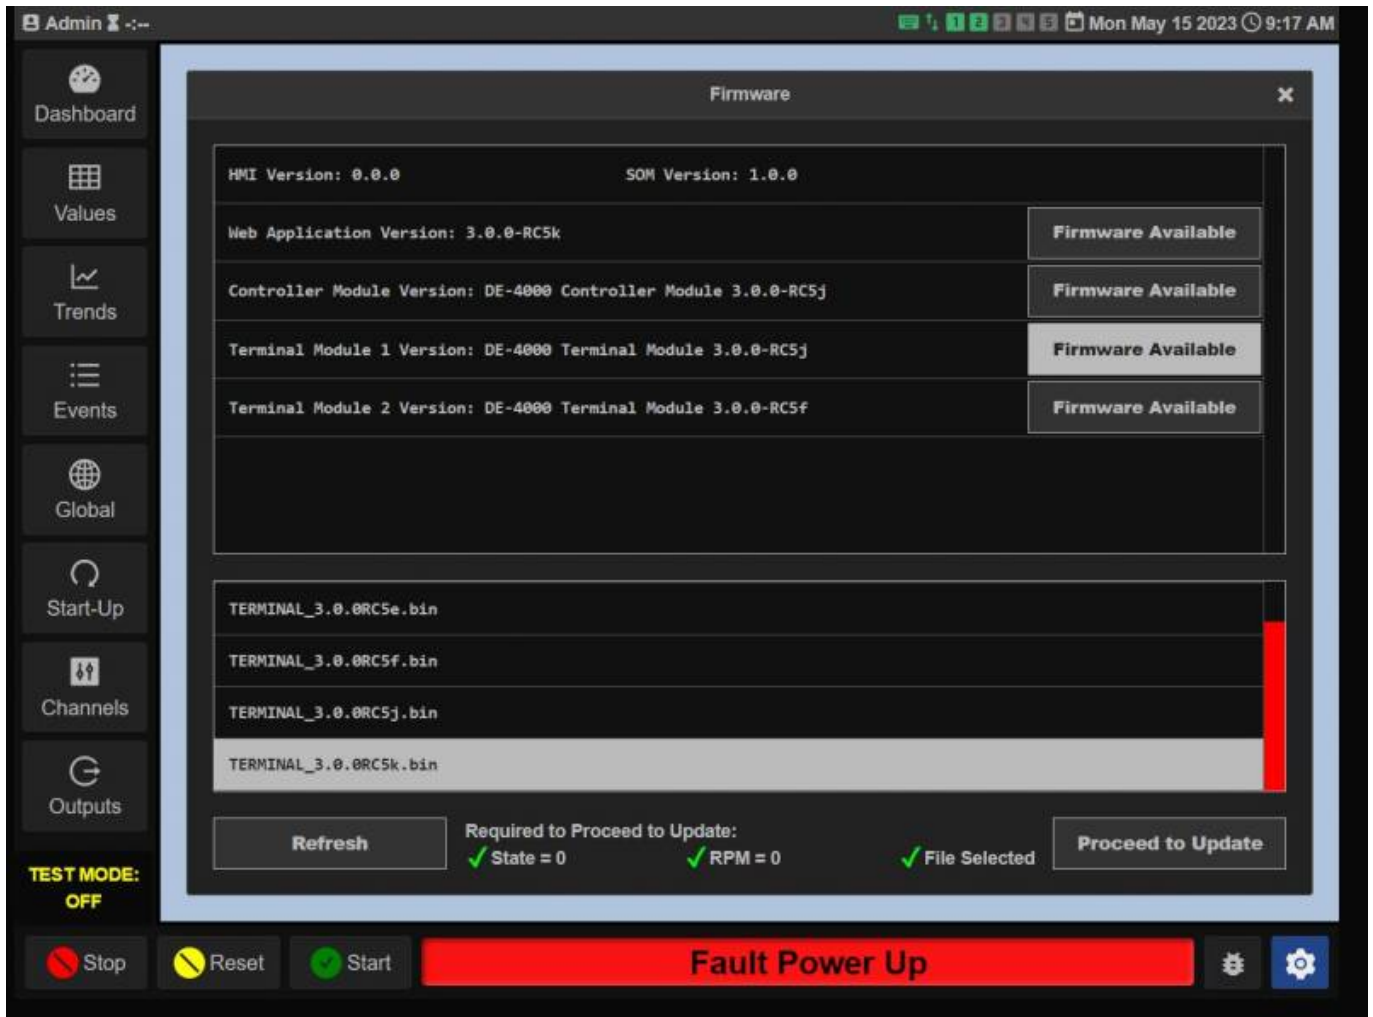 Admin -:--
1 2 3 4 5 Mon May 15 2023 9:17 AM
Dashboard
Values
Trends
Events
Global
Start-Up
Channels
Outputs
TEST MODE:
OFF
Firmware
HMI Version: 0.0.0 SOM Version: 1.0.0
Web Application Version: 3.0.0-RC5k Firmware Available
Controller Module Version: DE-4000 Controller Module 3.0.0-RC5j Firmware Available
Terminal Module 1 Version: DE-4000 Terminal Module 3.0.0-RC5j Firmware Available
Terminal Module 2 Version: DE-4000 Terminal Module 3.0.0-RC5f Firmware Available
TERMINAL_3.0.0RC5e.bin
TERMINAL_3.0.0RC5f.bin
TERMINAL_3.0.0RC5j.bin
TERMINAL_3.0.0RC5k.bin
Refresh
Required to Proceed to Update:
State = 0 RPM = 0 File Selected
Proceed to Update
Stop Reset Start Fault Power Up